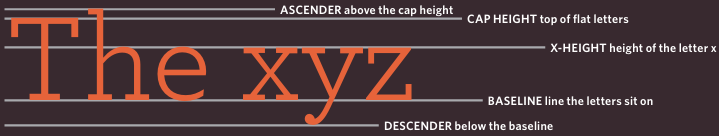 ASCENDER above the cap height
CAP HEIGHT top of flat letters
The xyz
X-HEIGHT height of the letter x
BASELINE line the letters sit on
DESCENDER below the baseline